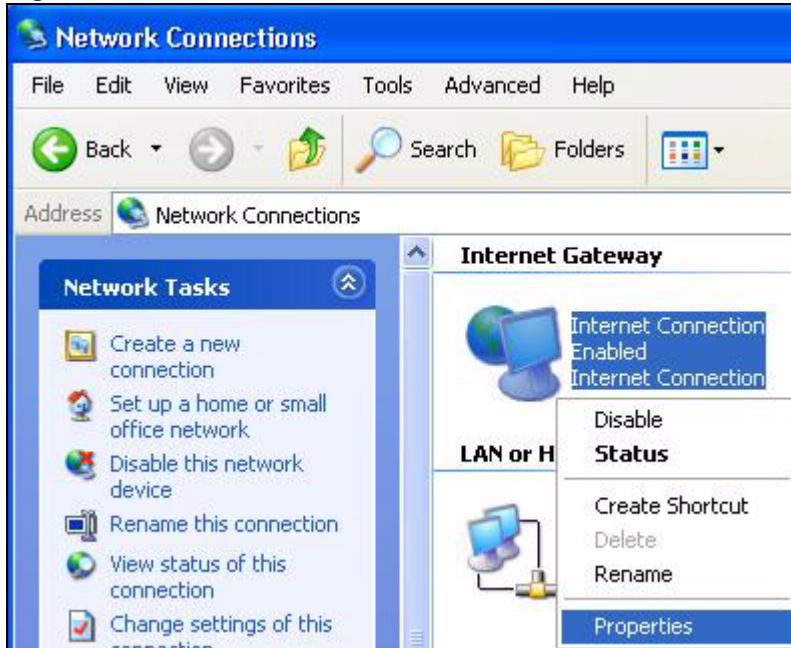 Network Connections
File Edit View Favorites Tools Advanced Help
Back Search Folders
Address Network Connections
Network Tasks
Create a new
connection
Set up a home or small
office network
Disable this network
device
Rename this connection
View status of this
connection
Change settings of this
Internet Gateway
Internet Connection
Enabled
Internet Connection
LAN or H
Disable
Status
Create Shortcut
Delete
Rename
Properties